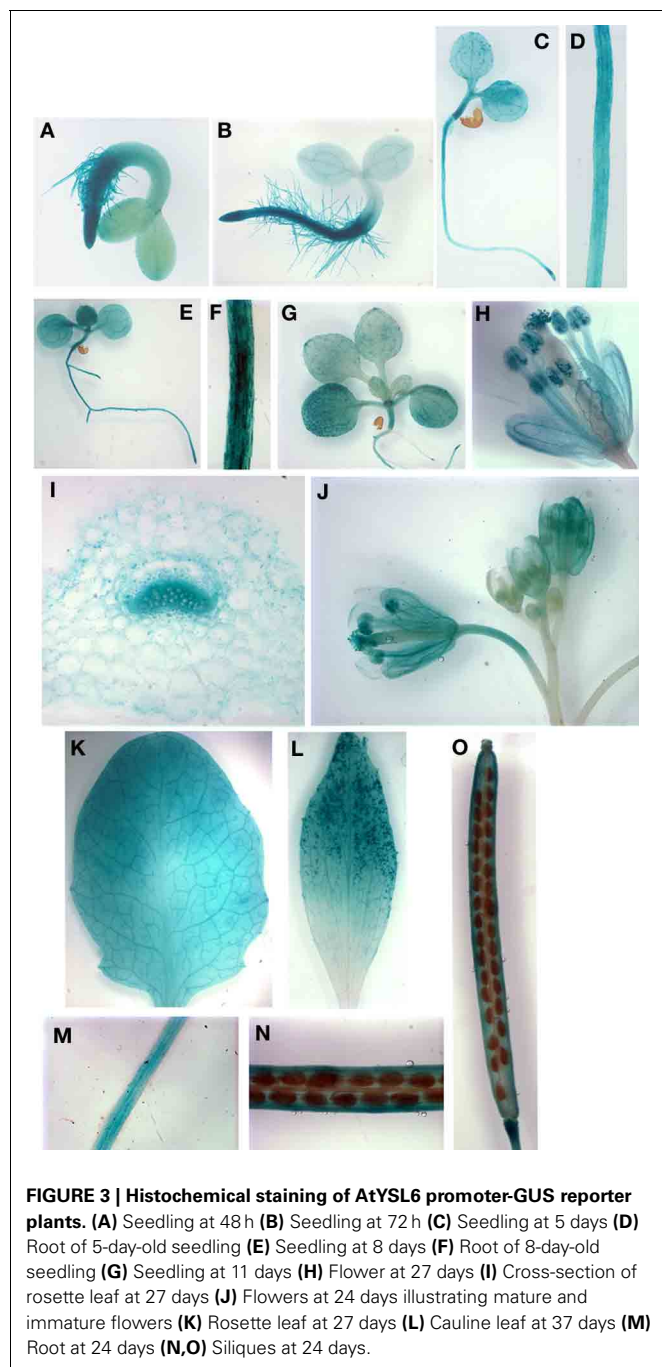 A
B
C
D
E
F
G
H
I
J
K
L
O
M
N
FIGURE 3 | Histochemical staining of AtYSL6 promoter-GUS reporter
plants. (A) Seedling at 48 h (B) Seedling at 72 h (C) Seedling at 5 days (D)
Root of 5-day-old seedling (E) Seedling at 8 days (F) Root of 8-day-old
seedling (G) Seedling at 11 days (H) Flower at 27 days (I) Cross-section of
rosette leaf at 27 days (J) Flowers at 24 days illustrating mature and
immature flowers (K) Rosette leaf at 27 days (L) Cauline leaf at 37 days (M)
Root at 24 days (N,O) Siliques at 24 days.